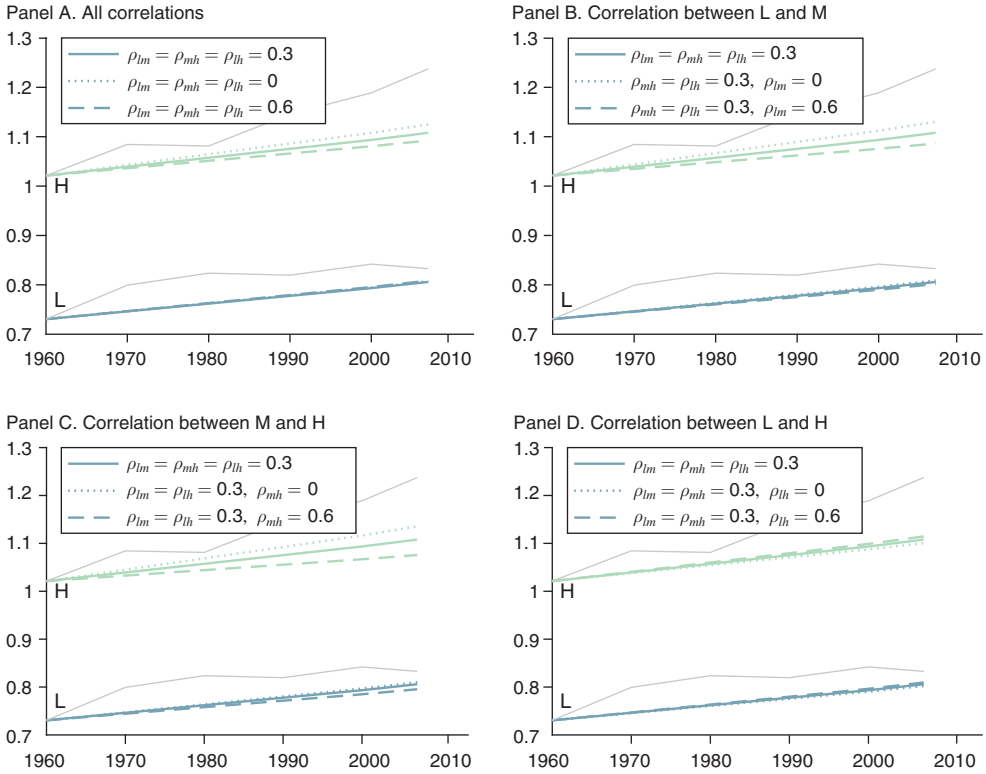 Panel A. All correlations
1.3
1.2
1.1
1
0.9
0.8
0.7
ρlm = ρmh = ρlh = 0.3
ρlm = ρmh = ρlh = 0
ρlm = ρmh = ρlh = 0.6
H
L
1960 1970 1980 1990 2000 2010
Panel B. Correlation between L and M
1.3
1.2
1.1
1
0.9
0.8
0.7
ρlm = ρmh = ρlh = 0.3
ρmh = ρlh = 0.3, ρlm = 0
ρmh = ρlh = 0.3, ρlm = 0.6
H
L
1960 1970 1980 1990 2000 2010
Panel C. Correlation between M and H
1.3
1.2
1.1
1
0.9
0.8
0.7
ρlm = ρmh = ρlh = 0.3
ρlm = ρlh = 0.3, ρmh = 0
ρlm = ρlh = 0.3, ρmh = 0.6
H
L
1960 1970 1980 1990 2000 2010
Panel D. Correlation between L and H
1.3
1.2
1.1
1
0.9
0.8
0.7
ρlm = ρmh = ρlh = 0.3
ρlm = ρmh = 0.3, ρlh = 0
ρlm = ρmh = 0.3, ρlh = 0.6
H
L
1960 1970 1980 1990 2000 2010